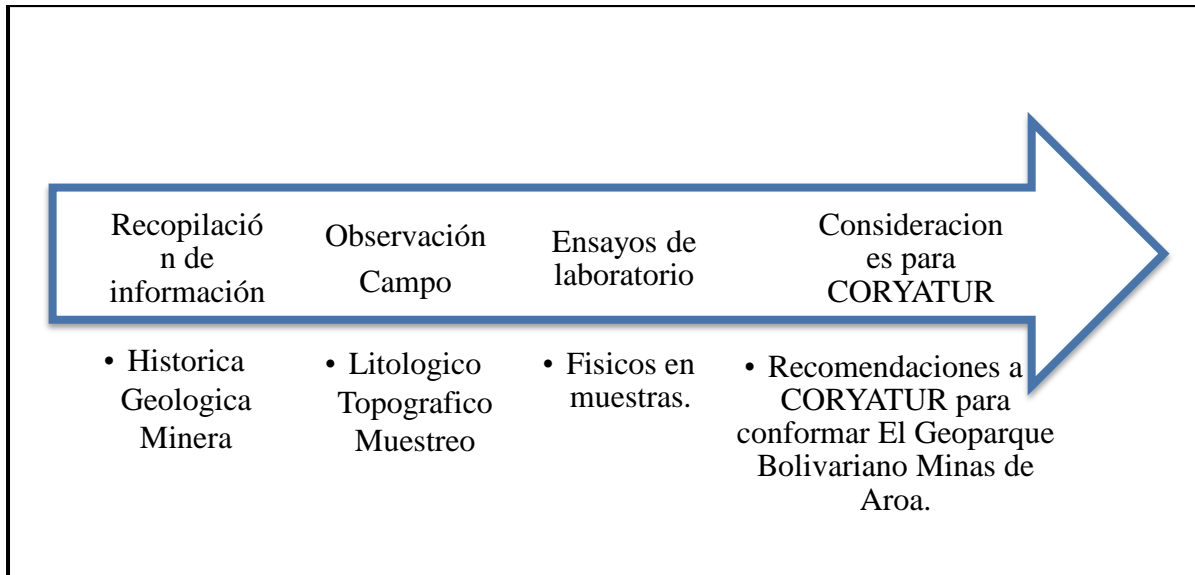 Recopilació
n de
información
Observación
Campo
Ensayos de
laboratorio
Consideracion
es para
CORYATUR
• Historica
Geologica
Minera
• Litologico
Topografico
Muestreo
• Fisicos en
muestras.
• Recomendaciones a
CORYATUR para
conformar El Geoparque
Bolivariano Minas de
Aroa.